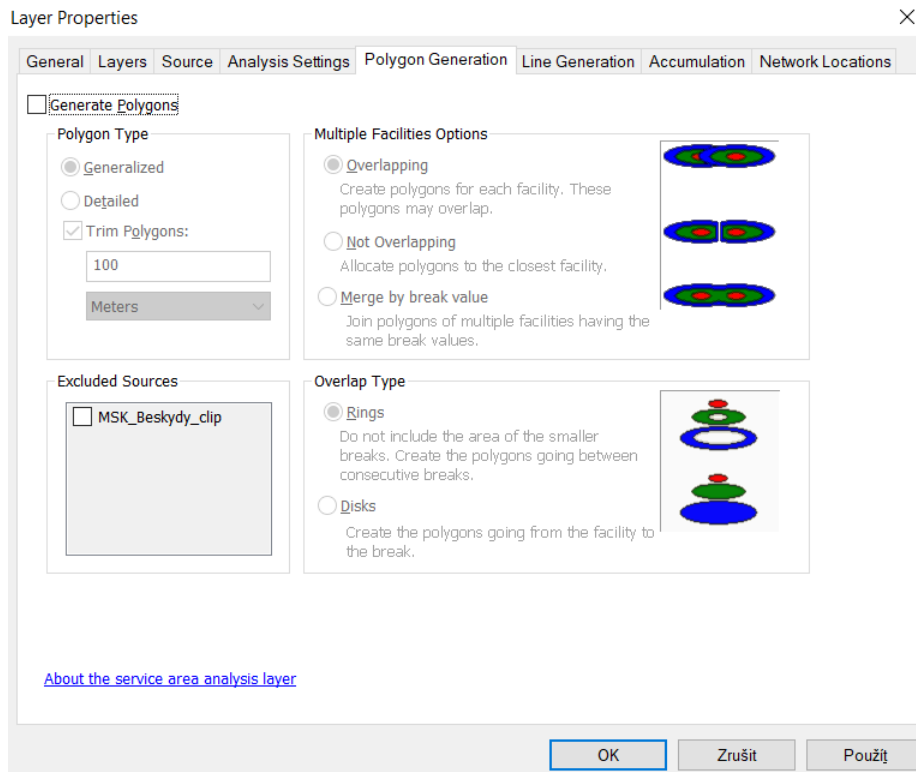 Layer Properties
General Layers Source Analysis Settings Polygon Generation Line Generation Accumulation Network Locations
Generate Polygons
Polygon Type
Generalized
Detailed
Trim Polygons:
100
Meters
Multiple Facilities Options
Overlapping
Create polygons for each facility. These
polygons may overlap.
Not Overlapping
Allocate polygons to the closest facility.
Merge by break value
Join polygons of multiple facilities having the
same break values.
Excluded Sources
MSK_Beskydy_clip
Overlap Type
Rings
Do not include the area of the smaller
breaks. Create the polygons going between
consecutive breaks.
Disks
Create the polygons going from the facility to
the break.
About the service area analysis layer
OK Zrušit Použít